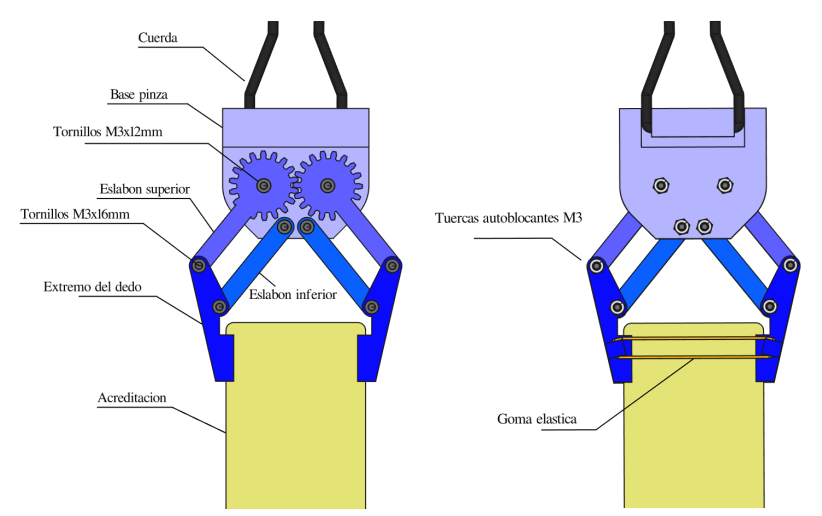 Cuerda
Base pinza
Tornillos M3x12mm
Eslabon superior
Tornillos M3x16mm
Extremo del dedo
Eslabon inferior
Acreditacion
Tuercas autoblocantes M3
Goma elastica